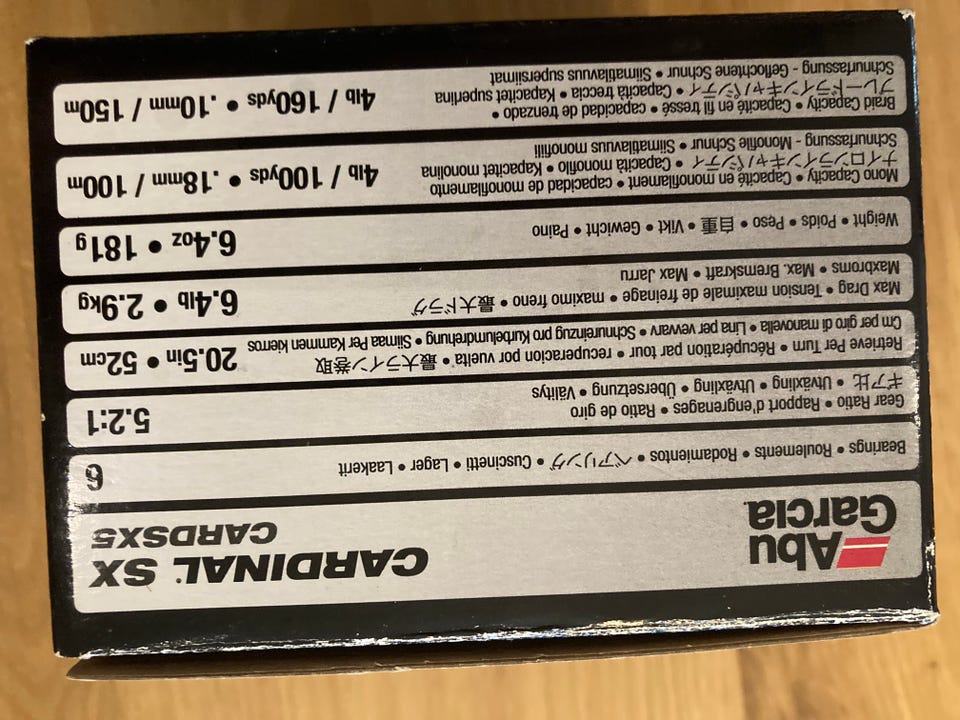 Abu
Garcia
CARDINAL™ SX
CARDSX5
Bearings • Roulements • Rodamientos • ベアリング • Cuscinetti • Lager • Laakerit
6
Gear Ratio • Rapport d'engrenages • Ratio de giro
ギア比 • Utväxling • Utväxling • Übersetzung • Välitys
5.2:1
Retrieve Per Turn • Récupération par tour • recuperacion por vuelta • 最大ライン巻取
Cm per giro di manovella • Lina per vevvarv • Schnureinzug pro Kurbelumdrehung • Siimaa Per Kammen kierros
20.5in • 52cm
Max Drag • Tension maximale de freinage • maximo freno • 最大ドラグ
Maxbroms • Max. Bremskraft • Max Jarru
6.4lb • 2.9kg
Weight • Poids • Peso • 自重 • Vikt • Gewicht • Paino
6.4oz • 181g
Mono Capacity • Capacité en monofilament • capacidad de monofilamento
ナイロンラインキャパシティ • Capacità monofilo • Kapacitet monolina
Schnurfassung - Monofile Schnur • Siimatilavuus monofiili
4lb / 100yds • .18mm / 100m
Braid Capacity • Capacité en fil tressé • capacidad de trenzado •
ブレードラインキャパシティ • Capacità treccia • Kapacitet superlina
Schnurfassung - Geflochtene Schnur • Siimatilavuus supersiimat
4lb / 160yds • .10mm / 150m